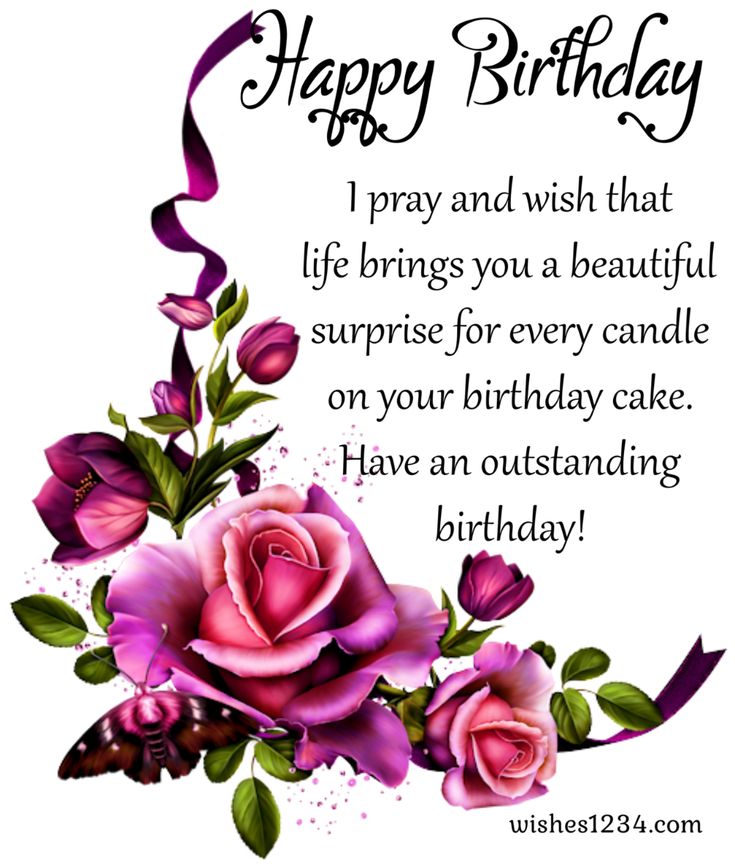 Happy Birthday
I pray and wish that
life brings you a beautiful
surprise for every candle
on your birthday cake.
Have an outstanding
birthday!
wishes1234.com